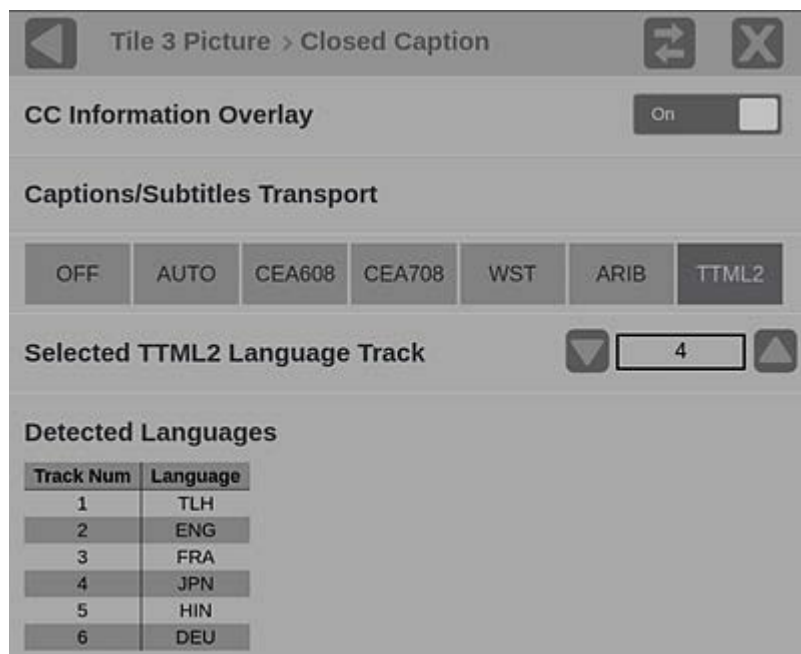 Tile 3 Picture > Closed Caption
CC Information Overlay
On
Captions/Subtitles Transport
OFF AUTO CEA608 CEA708 WST ARIB TTML2
Selected TTML2 Language Track 4
Detected Languages
Track Num Language
1 TLH
2 ENG
3 FRA
4 JPN
5 HIN
6 DEU